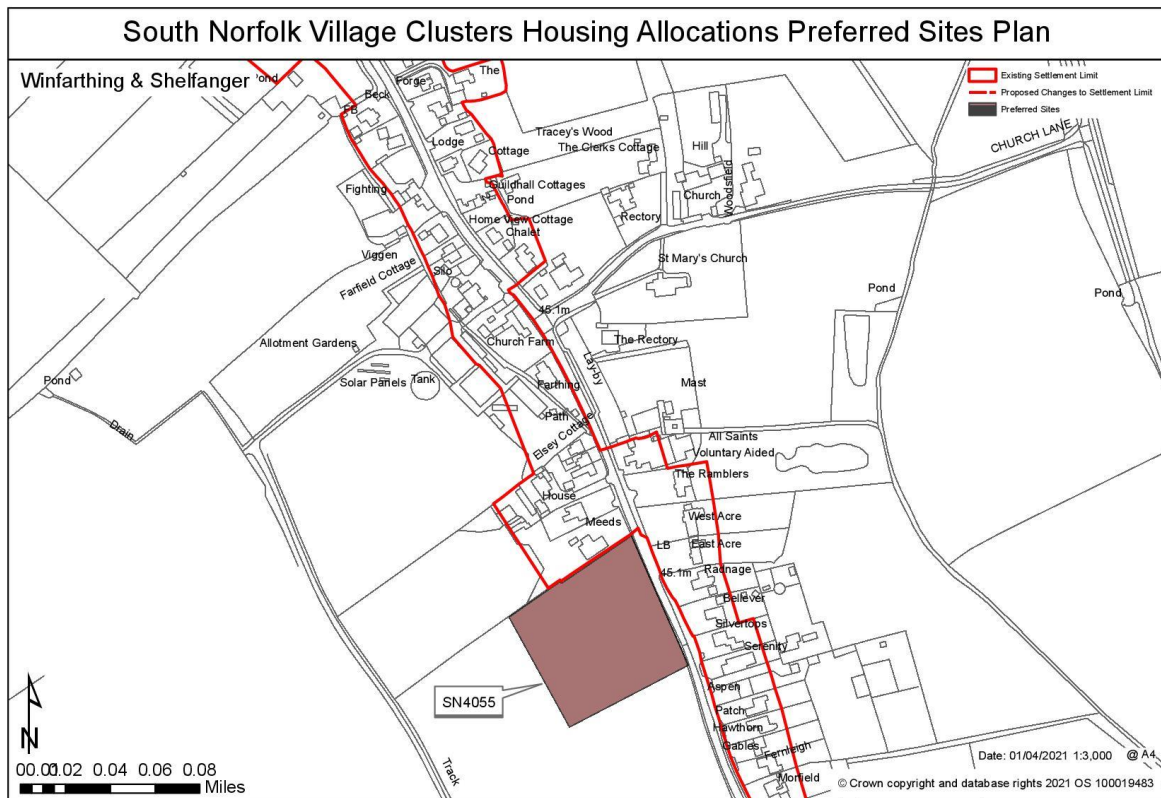 South Norfolk Village Clusters Housing Allocations Preferred Sites Plan
Winfarthing & Shelfanger
Existing Settlement Limit
Proposed Changes to Settlement Limit
Preferred Sites
Pond
Forge
The
Beck
FB
Lodge
Tracey's Wood
The Clerks Cottage
Hill
CHURCH LANE
Cottage
Fighting
Guildhall Cottages
Pond
Church
Woodsfield
Home View Cottage
Rectory
Chalet
Viggen
Farfield Cottage
Silo
St Mary's Church
Pond
Pond
45.1m
Allotment Gardens
Church Farm
The Rectory
Lay-by
Pond
Solar Panels
Tank
Farthing
Mast
Path
Drain
Elsey Cottage
All Saints
Voluntary Aided
The Ramblers
House
Meeds
West Acre
LB
East Acre
45.1m
Radnage
Bellever
Silvertops
Serenity
SN4055
Aspen
Patch
Hawthorn
Gables
Fernleigh
Morfield
Track
N
Date: 01/04/2021 1:3,000 @ A4
00.01 0.02 0.04 0.06 0.08
Miles
© Crown copyright and database rights 2021 OS 100019483